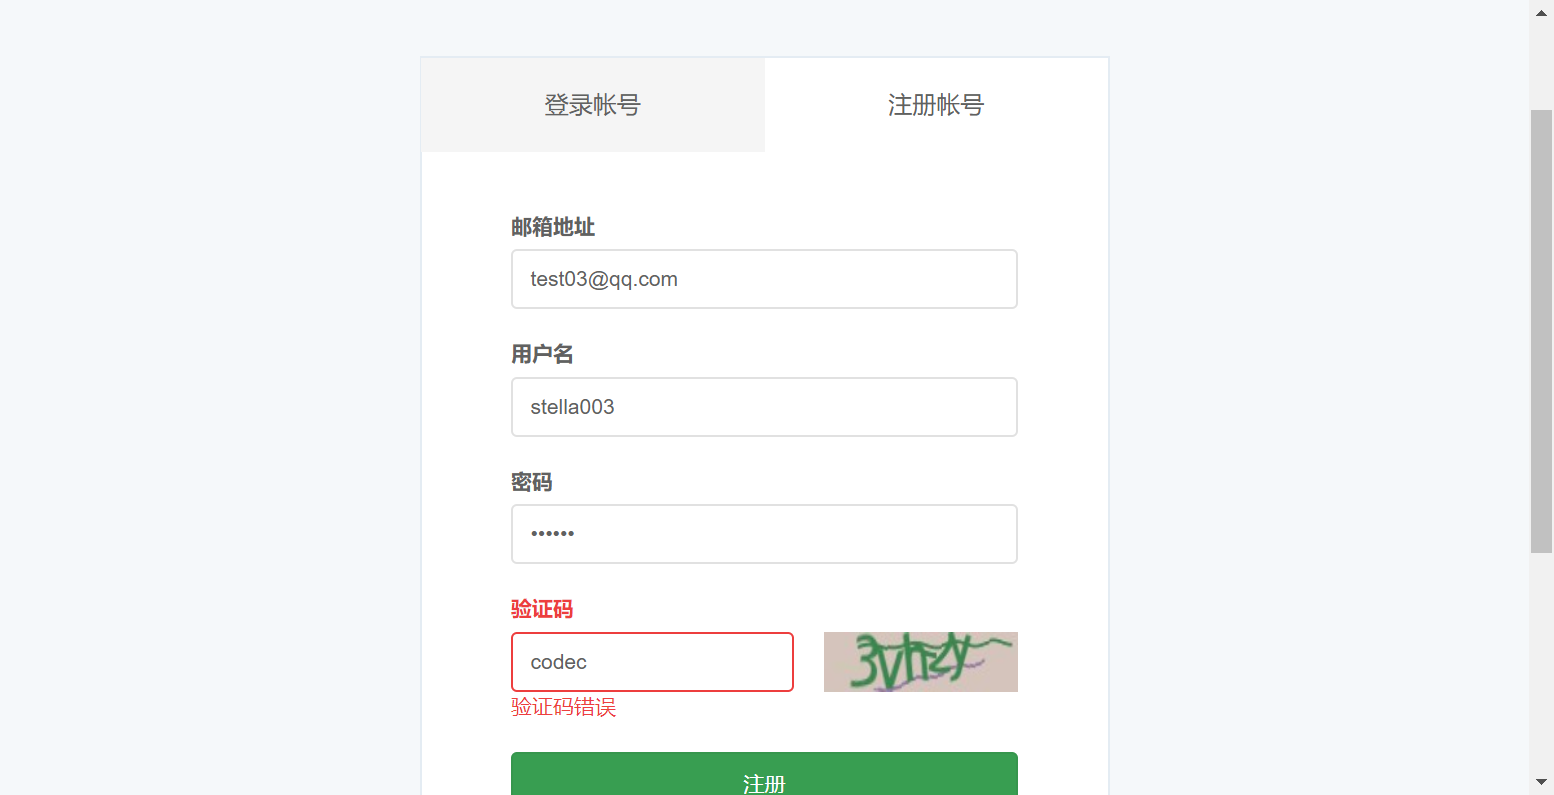 登录帐号 注册帐号
邮箱地址
test03@qq.com
用户名
stella003
密码
••••••
验证码
codec 3vhzy
验证码错误
注册